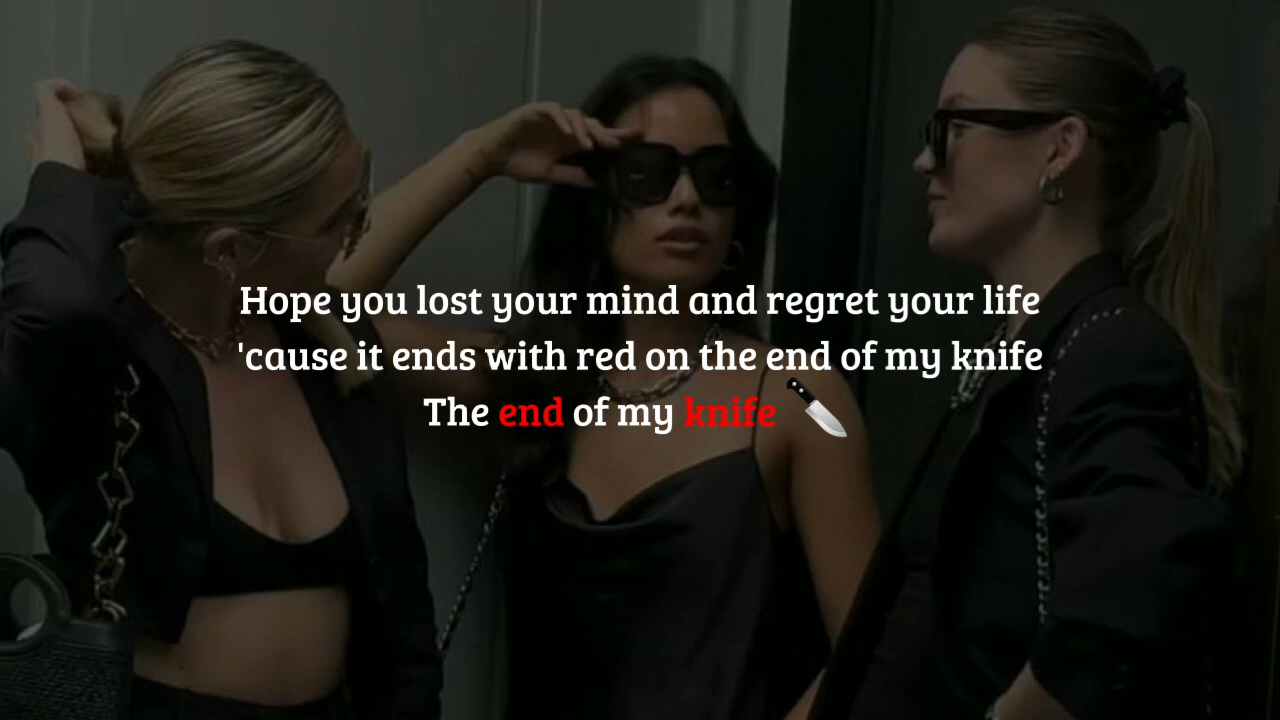 Hope you lost your mind and regret your life
'cause it ends with red on the end of my knife
The end of my knife 🔪